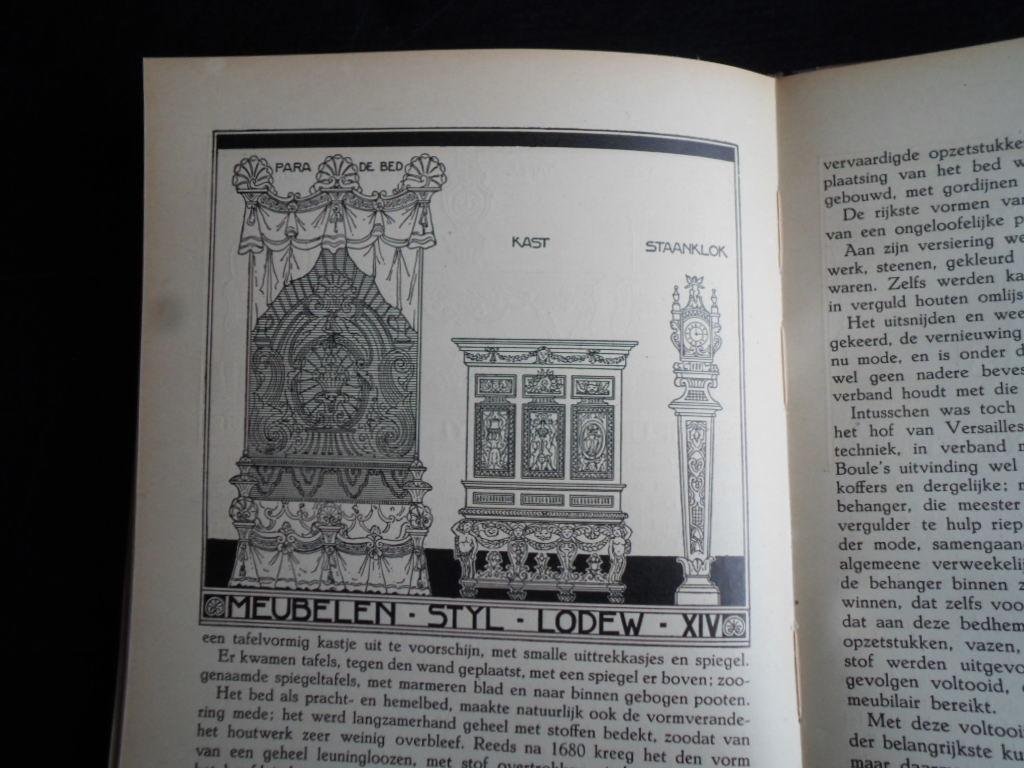 PARA DE BED
KAST
STAANKLOK
MEUBELEN - STYL - LODEW - XIV
een tafelvormig kastje uit te voorschijn, met smalle uittrekkasjes en spiegel.
Er kwamen tafels, tegen den wand geplaatst, met een spiegel er boven; zoo-
genaamde spiegeltafels, met marmeren blad en naar binnen gebogen pooten.
Het bed als pracht- en hemelbed, maakte natuurlijk ook de vormverande-
ring mede; het werd langzamerhand geheel met stoffen bedekt, zoodat van
het houtwerk zeer weinig overbleef. Reeds na 1680 kreeg het den vorm
van een geheel leuningloozen, met stof
vervaardigde opzetstukke
plaatsing van het bed w
gebouwd, met gordijnen
De rijkste vormen va
van een ongeloofelijke p
Aan zijn versiering we
werk, steenen, gekleurd
waren. Zelfs werden ka
in verguld houten omlijs
Het uitsnijden en wee
gekeerd, de vernieuwing
nu mode, en is onder d
wel geen nadere beves
verband houdt met die
Intusschen was toch
het hof van Versailles
techniek, in verband m
Boule's uitvinding wel
koffers en dergelijke; m
behanger, die meester
vergulder te hulp riep
der mode, samengaan
algemeene verweekeli
de behanger binnen z
winnen, dat zelfs voo
dat aan deze bedhem
opzetstukken, vazen,
stof werden uitgevo
gevolgen voltooid,
meubilair bereikt.
Met deze voltooi
der belangrijkste ku
maar daarme